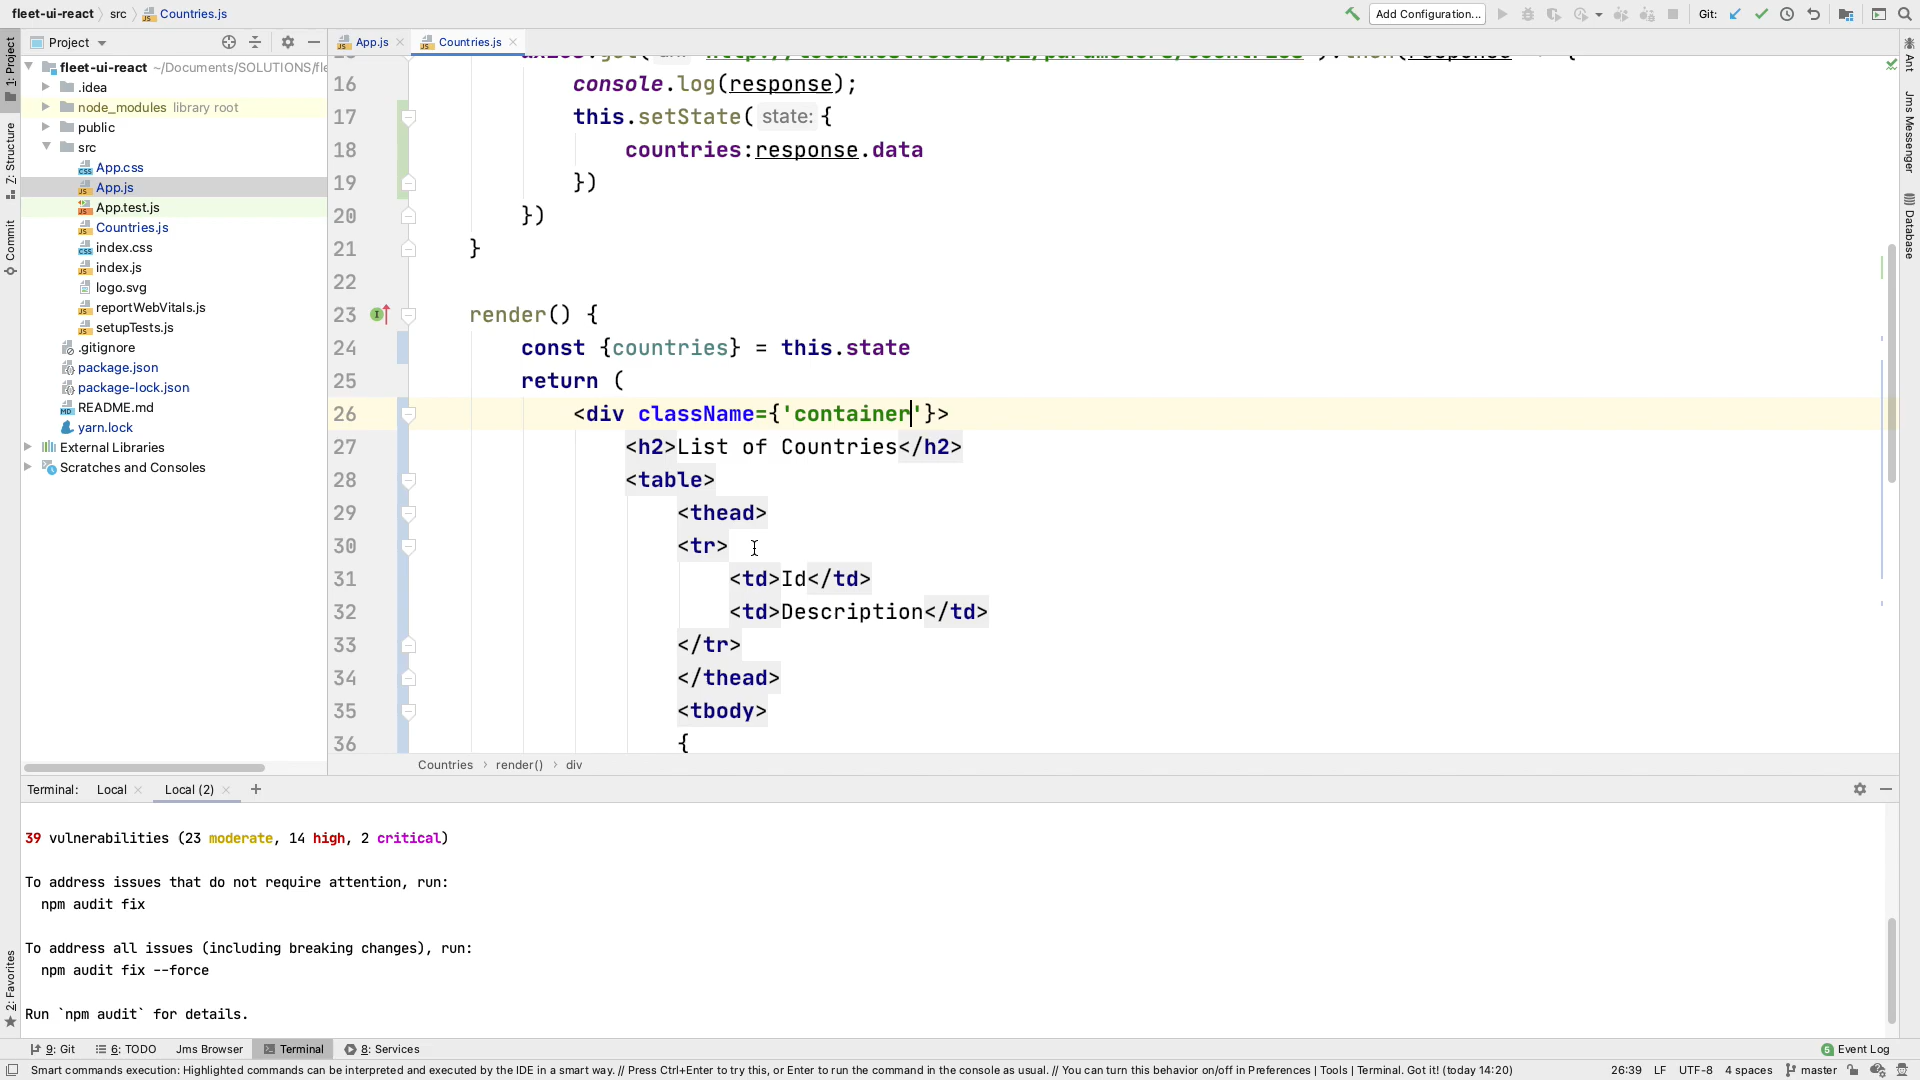 fleet-ui-react › src › Countries.js
Add Configuration...
Git:
Project
App.js
Countries.js
fleet-ui-react ~/Documents/SOLUTIONS/fle
.idea
node_modules library root
public
src
App.css
App.js
App.test.js
Countries.js
index.css
index.js
logo.svg
reportWebVitals.js
setupTests.js
.gitignore
package.json
package-lock.json
README.md
yarn.lock
External Libraries
Scratches and Consoles
1: Project
7: Structure
Commit
2: Favorites
Ant
Jms Messenger
Database
16 console.log(response);
17 this.setState( state: {
18 countries:response.data
19 })
20 })
21 }
22
23 render() {
24 const {countries} = this.state
25 return (
26 <div className={'container'}>
27 <h2>List of Countries</h2>
28 <table>
29 <thead>
30 <tr>
31 <td>Id</td>
32 <td>Description</td>
33 </tr>
34 </thead>
35 <tbody>
36 {
Countries › render() › div
Terminal: Local Local (2) +
39 vulnerabilities (23 moderate, 14 high, 2 critical)
To address issues that do not require attention, run:
npm audit fix
To address all issues (including breaking changes), run:
npm audit fix --force
Run `npm audit` for details.
9: Git 6: TODO Jms Browser Terminal 8: Services
5 Event Log
Smart commands execution: Highlighted commands can be interpreted and executed by the IDE in a smart way. // Press Ctrl+Enter to try this, or Enter to run the command in the console as usual. // You can turn this behavior on/off in Preferences | Tools | Terminal. Got it! (today 14:20)
26:39 LF UTF-8 4 spaces master